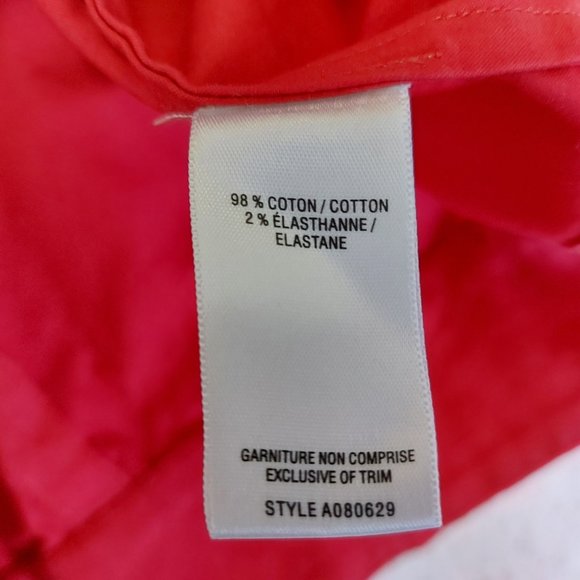 98 % COTON / COTTON
2 % ÉLASTHANNE /
ELASTANE
GARNITURE NON COMPRISE
EXCLUSIVE OF TRIM
STYLE A080629